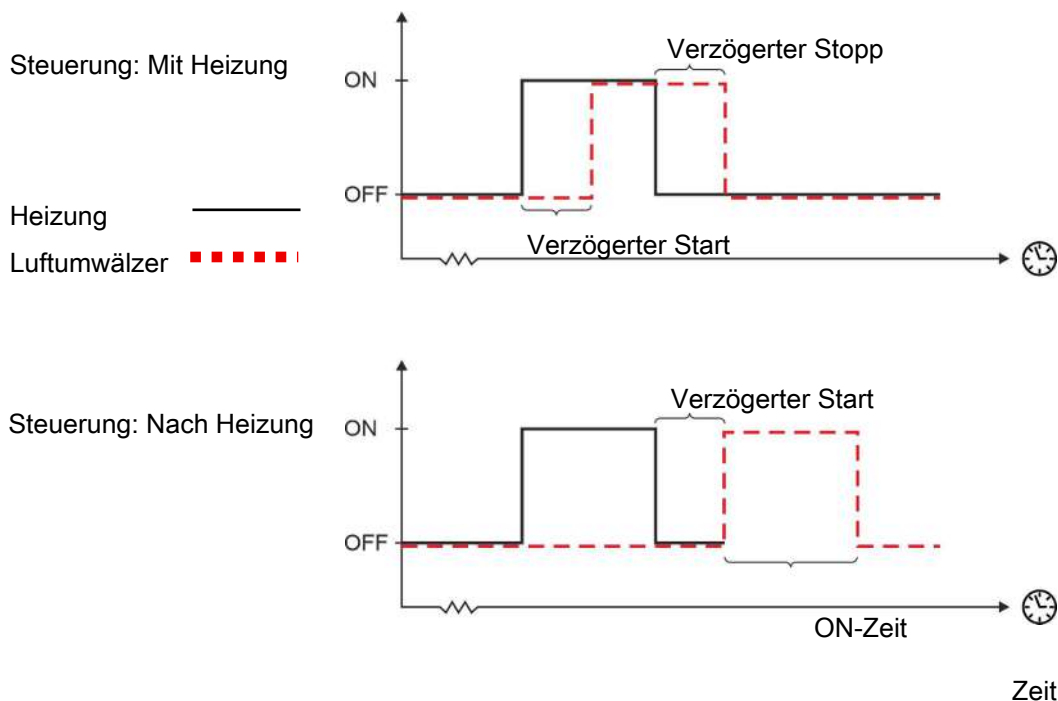 Verzögerter Stopp
Steuerung: Mit Heizung
ON
OFF
Heizung
Luftumwälzer
Verzögerter Start
Verzögerter Start
Steuerung: Nach Heizung
ON
OFF
ON-Zeit
Zeit